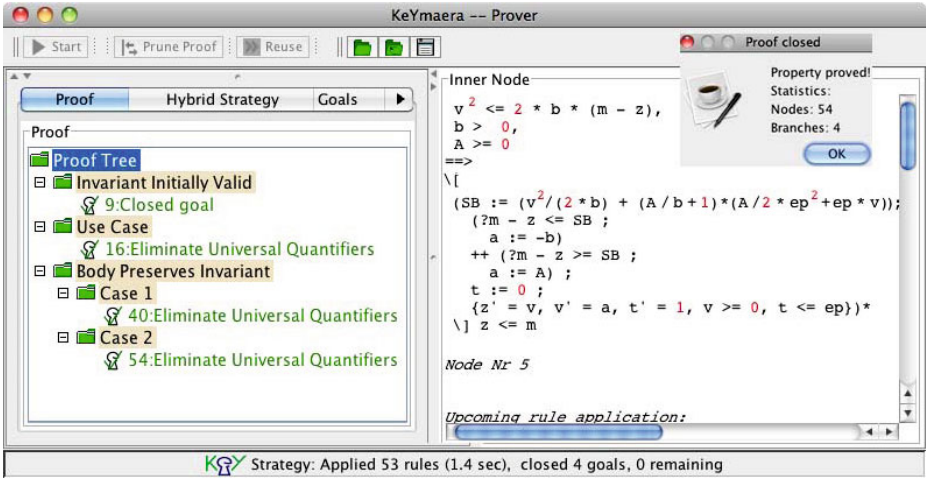 KeYmaera -- Prover
Start Prune Proof Reuse
Proof closed
Property proved!
Statistics:
Nodes: 54
Branches: 4
OK
Proof Hybrid Strategy Goals
Proof
Proof Tree
Invariant Initially Valid
9:Closed goal
Use Case
16:Eliminate Universal Quantifiers
Body Preserves Invariant
Case 1
40:Eliminate Universal Quantifiers
Case 2
54:Eliminate Universal Quantifiers
Inner Node
v² <= 2 * b * (m - z),
b > 0,
A >= 0
==>
\[
(SB := (v²/(2*b) + (A/b+1)*(A/2*ep²+ep*v));
(?m - z <= SB ;
a := -b)
++ (?m - z >= SB ;
a := A) ;
t := 0 ;
{z' = v, v' = a, t' = 1, v >= 0, t <= ep})*
\] z <= m
Node Nr 5
Upcoming rule application:
KeY Strategy: Applied 53 rules (1.4 sec), closed 4 goals, 0 remaining